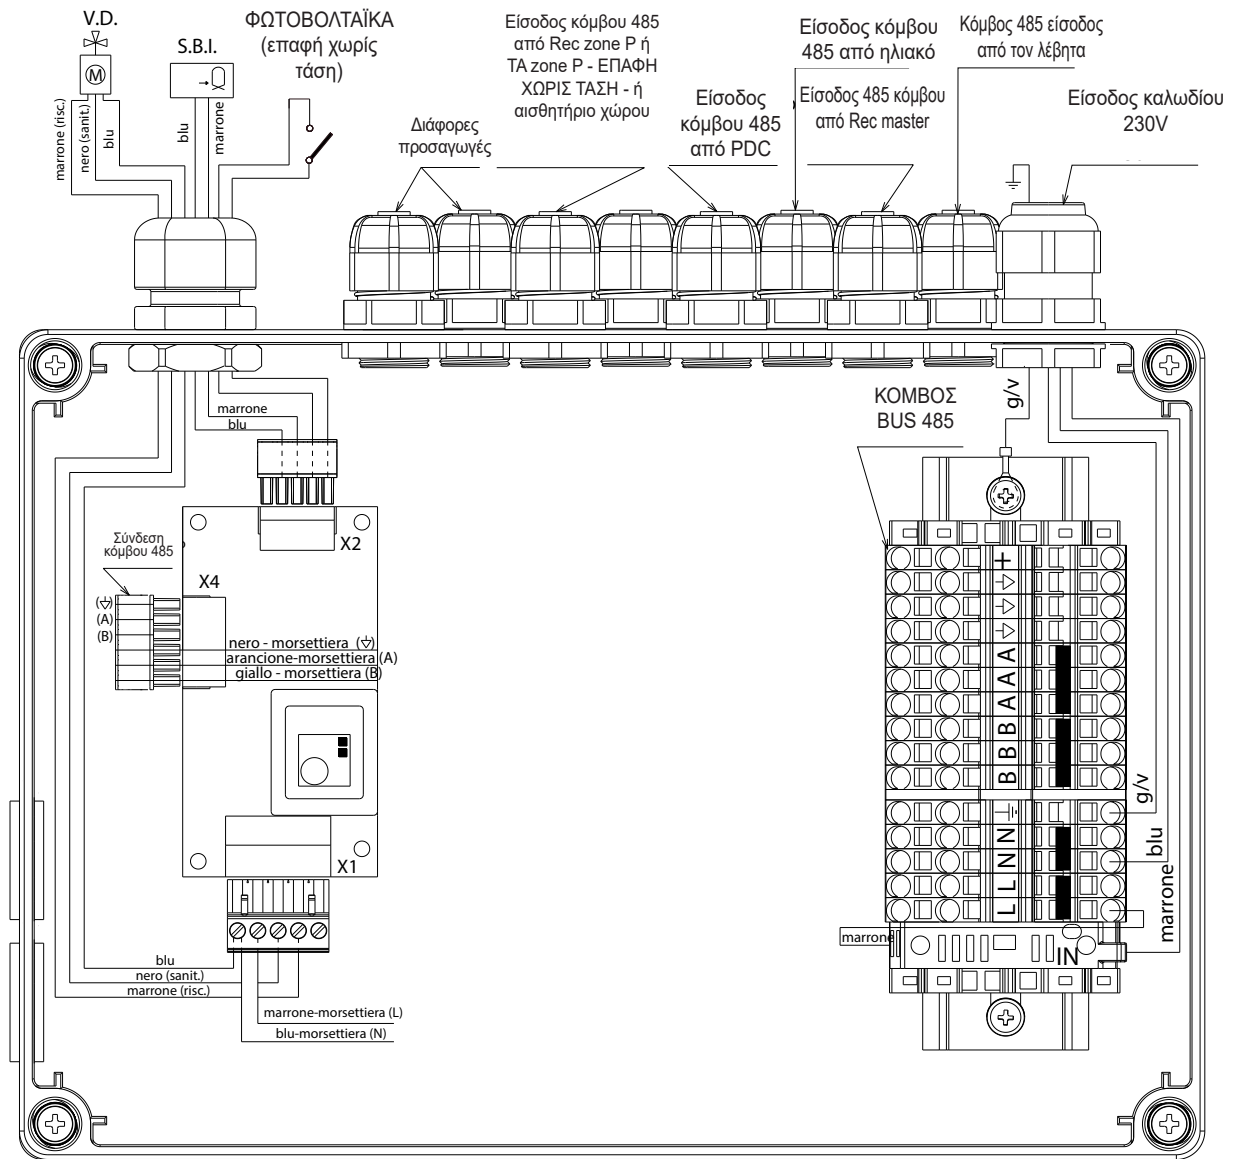 V.D.
S.B.I.
M
ΦΩΤΟΒΟΛΤΑΪΚΑ
(επαφή χωρίς
τάση)
Είσοδος κόμβου 485
από Rec zone P ή
TA zone P - ΕΠΑΦΗ
ΧΩΡΙΣ ΤΑΣΗ - ή
αισθητήριο χώρου
Είσοδος κόμβου
485 από ηλιακό
Κόμβος 485 είσοδος
από τον λέβητα
Διάφορες
προσαγωγές
Είσοδος
κόμβου 485
από PDC
Είσοδος 485 κόμβου
από Rec master
Είσοδος καλωδίου
230V
marrone (risc.)
nero (sanit.)
blu
blu
marrone
marrone
blu
g/v
ΚΟΜΒΟΣ
BUS 485
X2
Σύνδεση
κόμβου 485
X4
(A)
(B)
nero - morsettiera
arancione-morsettiera (A)
giallo - morsettiera (B)
X1
+
A
A
A
B
B
B
N
N
L
L
g/v
blu
marrone
marrone
IN
blu
nero (sanit.)
marrone (risc.)
marrone-morsettiera (L)
blu-morsettiera (N)